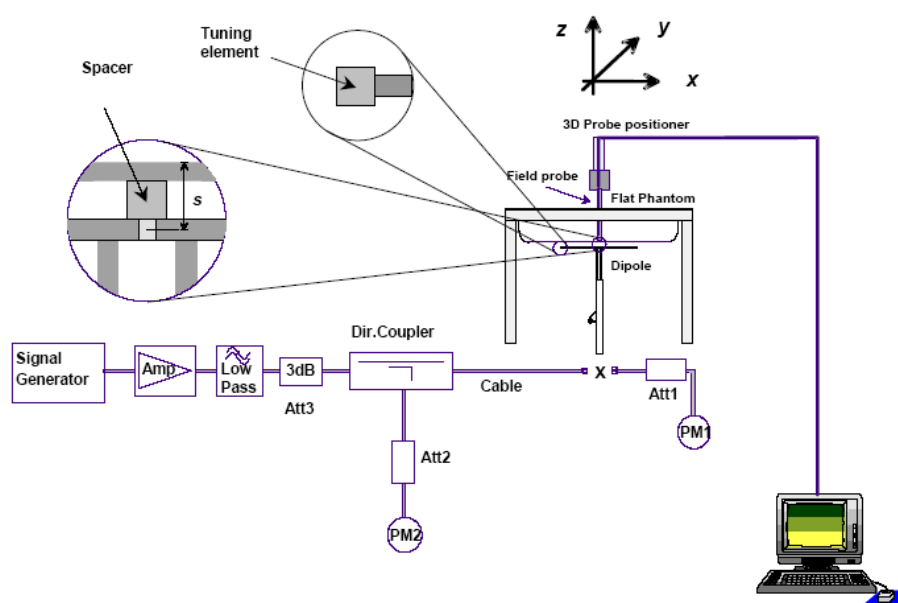 Tuning
element
Spacer
z
y
x
s
3D Probe positioner
Field probe
Flat Phantom
Dipole
Dir.Coupler
Signal
Generator
Amp
Low
Pass
3dB
Att3
Cable
X
Att1
PM1
Att2
PM2